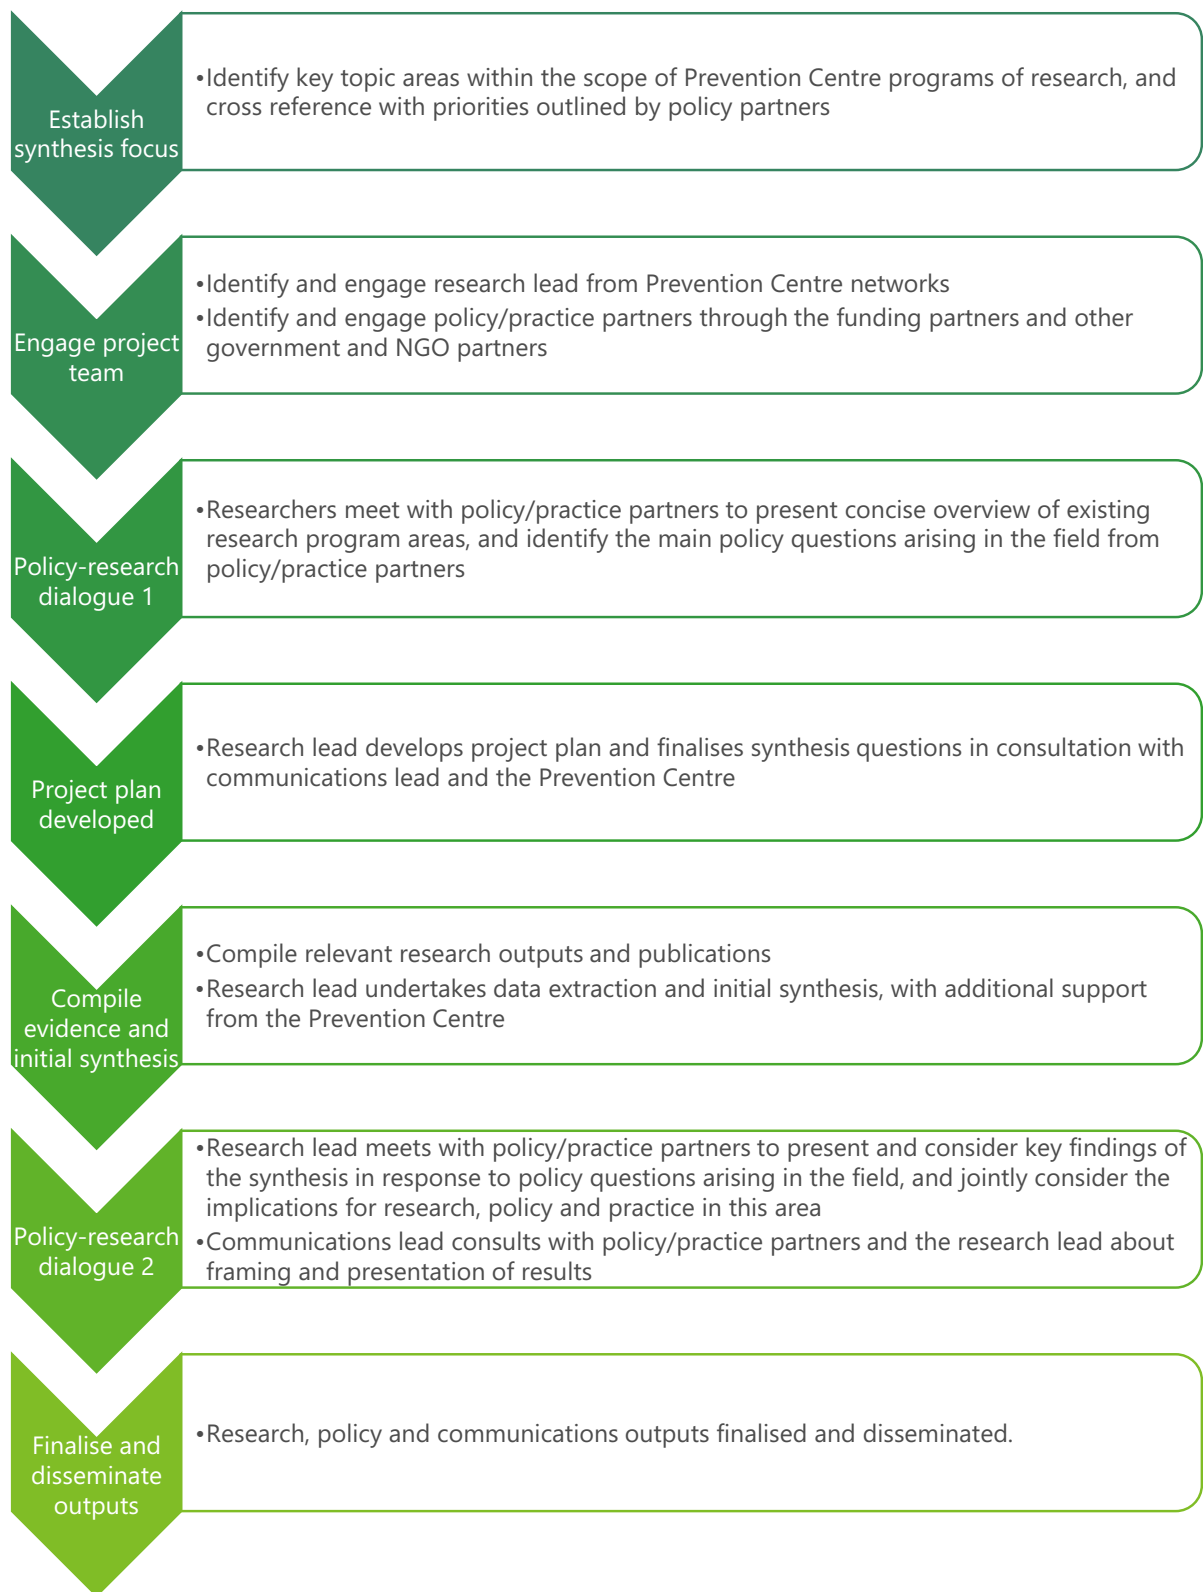 Establish
synthesis focus
•Identify key topic areas within the scope of Prevention Centre programs of research, and
cross reference with priorities outlined by policy partners
Engage project
team
•Identify and engage research lead from Prevention Centre networks
•Identify and engage policy/practice partners through the funding partners and other
government and NGO partners
Policy-research
dialogue 1
•Researchers meet with policy/practice partners to present concise overview of existing
research program areas, and identify the main policy questions arising in the field from
policy/practice partners
Project plan
developed
•Research lead develops project plan and finalises synthesis questions in consultation with
communications lead and the Prevention Centre
Compile
evidence and
initial synthesis
•Compile relevant research outputs and publications
•Research lead undertakes data extraction and initial synthesis, with additional support
from the Prevention Centre
Policy-research
dialogue 2
•Research lead meets with policy/practice partners to present and consider key findings of
the synthesis in response to policy questions arising in the field, and jointly consider the
implications for research, policy and practice in this area
•Communications lead consults with policy/practice partners and the research lead about
framing and presentation of results
Finalise and
disseminate
outputs
•Research, policy and communications outputs finalised and disseminated.